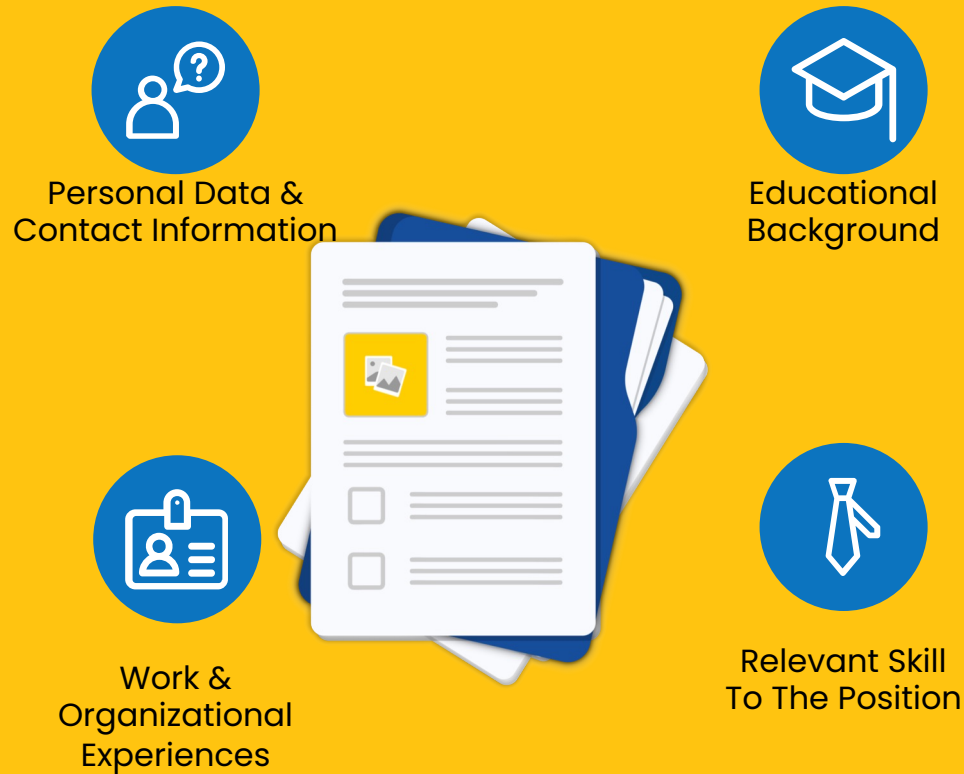 Personal Data &
Contact Information
Educational
Background
Work &
Organizational
Experiences
Relevant Skill
To The Position